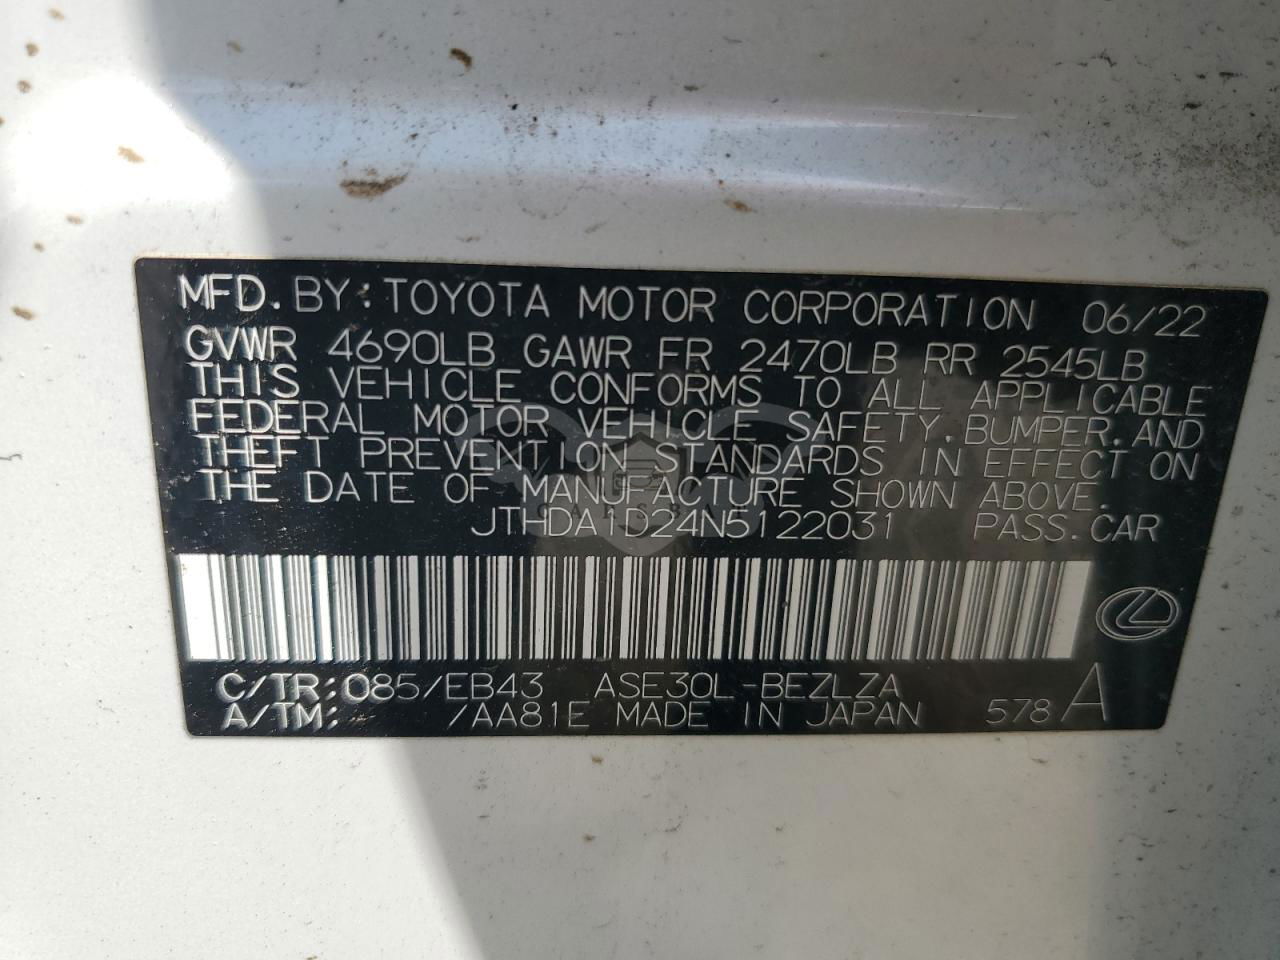 MFD. BY: TOYOTA MOTOR CORPORATION 06/22
GVWR 4690LB GAWR FR 2470LB RR 2545LB
THIS VEHICLE CONFORMS TO ALL APPLICABLE
FEDERAL MOTOR VEHICLE SAFETY, BUMPER, AND
THEFT PREVENTION STANDARDS IN EFFECT ON
THE DATE OF MANUFACTURE SHOWN ABOVE.
JTHDA1D24N5122031 PASS. CAR
C/TR: 085/EB43 ASE30L-BEZLZA
A/TM: /AA81E MADE IN JAPAN 578 A